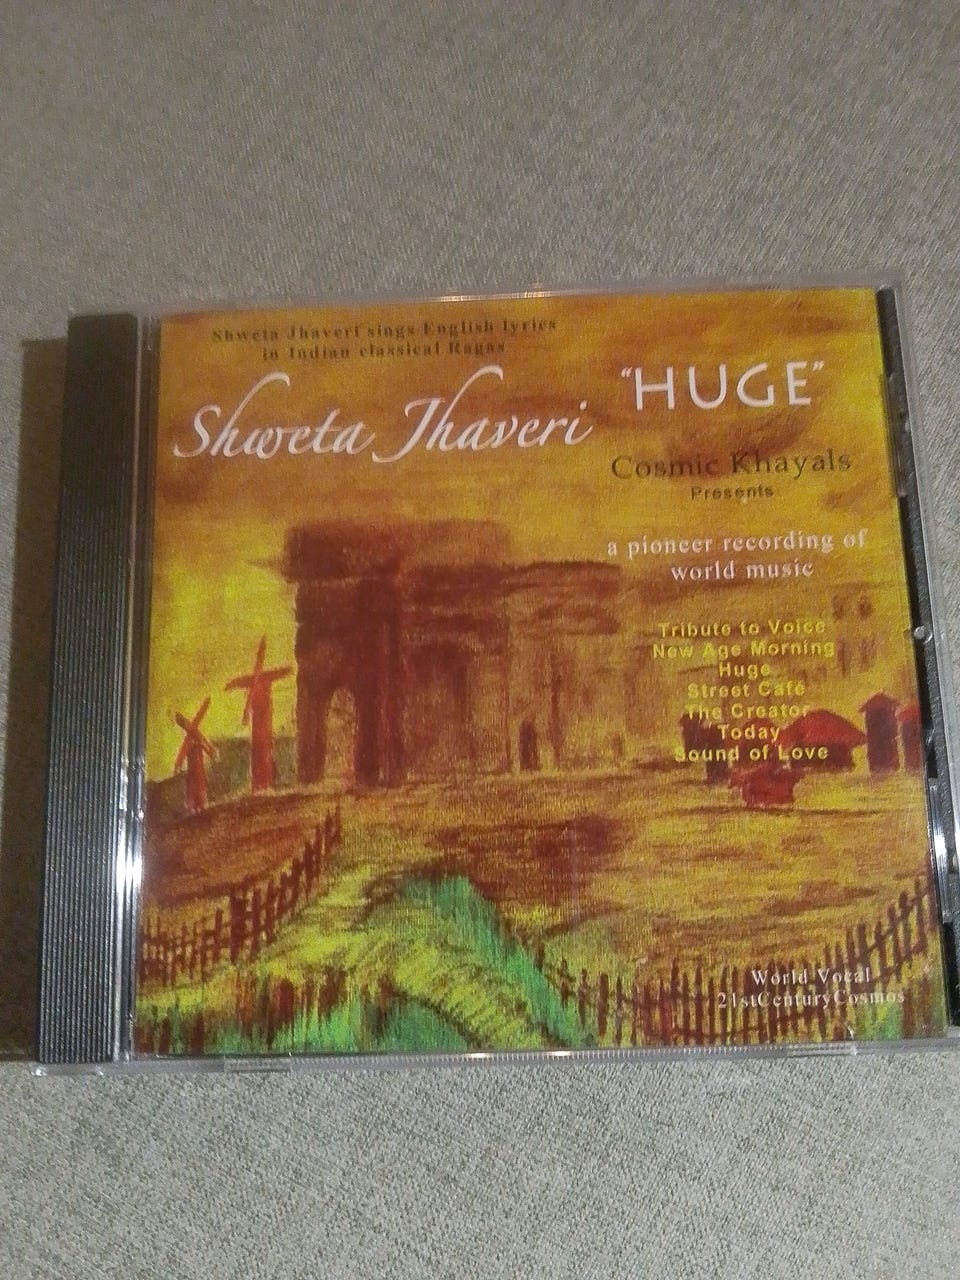 Shweta Jhaveri sings English lyrics
in Indian classical Ragas
Shweta Jhaveri
"HUGE"
Cosmic Khayals
Presents
a pioneer recording of
world music
Tribute to Voice
New Age Morning
Huge
Street Café
The Creator
Today
Sound of Love
World Vocal
21stCenturyCosmos